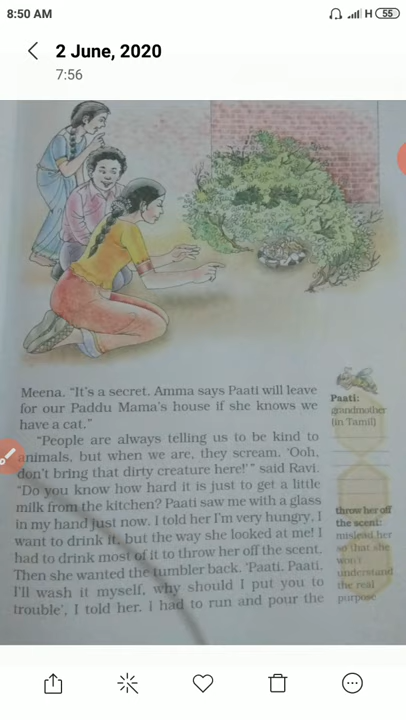 8:50 AM
H 55
2 June, 2020
7:56
Meena. “It's a secret. Amma says Paati will leave
for our Paddu Mama's house if she knows we
have a cat.”
“People are always telling us to be kind to
animals, but when we are, they scream. ‘Ooh,
don't bring that dirty creature here!’” said Ravi.
“Do you know how hard it is just to get a little
milk from the kitchen? Paati saw me with a glass
in my hand just now. I told her I'm very hungry, I
want to drink it, but the way she looked at me! I
had to drink most of it to throw her off the scent.
Then she wanted the tumbler back. ‘Paati, Paati,
I'll wash it myself, why should I put you to
trouble’, I told her. I had to run and pour the
Paati:
grandmother
(in Tamil)
throw her off
the scent:
mislead her
so that she
won't
understand
the real
purpose